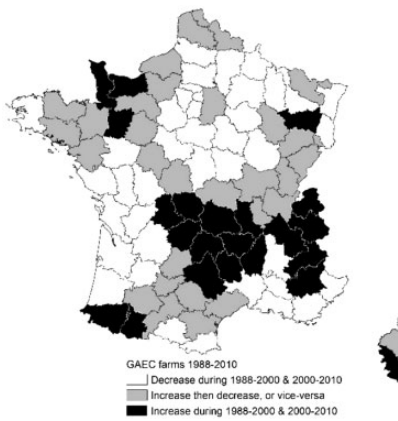 GAEC farms 1988-2010
Decrease during 1988-2000 & 2000-2010
Increase then decrease, or vice-versa
Increase during 1988-2000 & 2000-2010